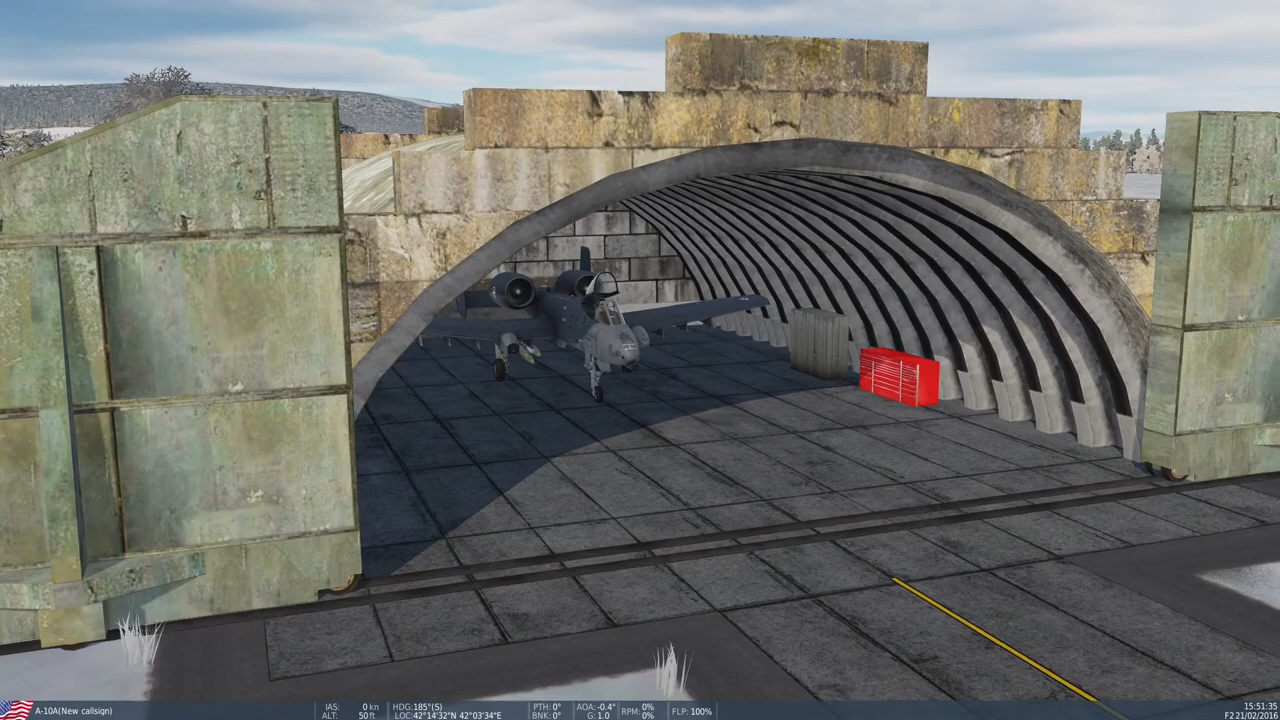 A-10A(New callsign)
IAS: 0 kn
ALT: 50 ft
HDG:185°(S)
LOC:42°14'32"N 42°03'34"E
PTH: 0°
BNK: 0°
AOA:-0.4°
G: 1.0
RPM: 0%
0%
FLP: 100%
15:51:35
F2 21/02/2015